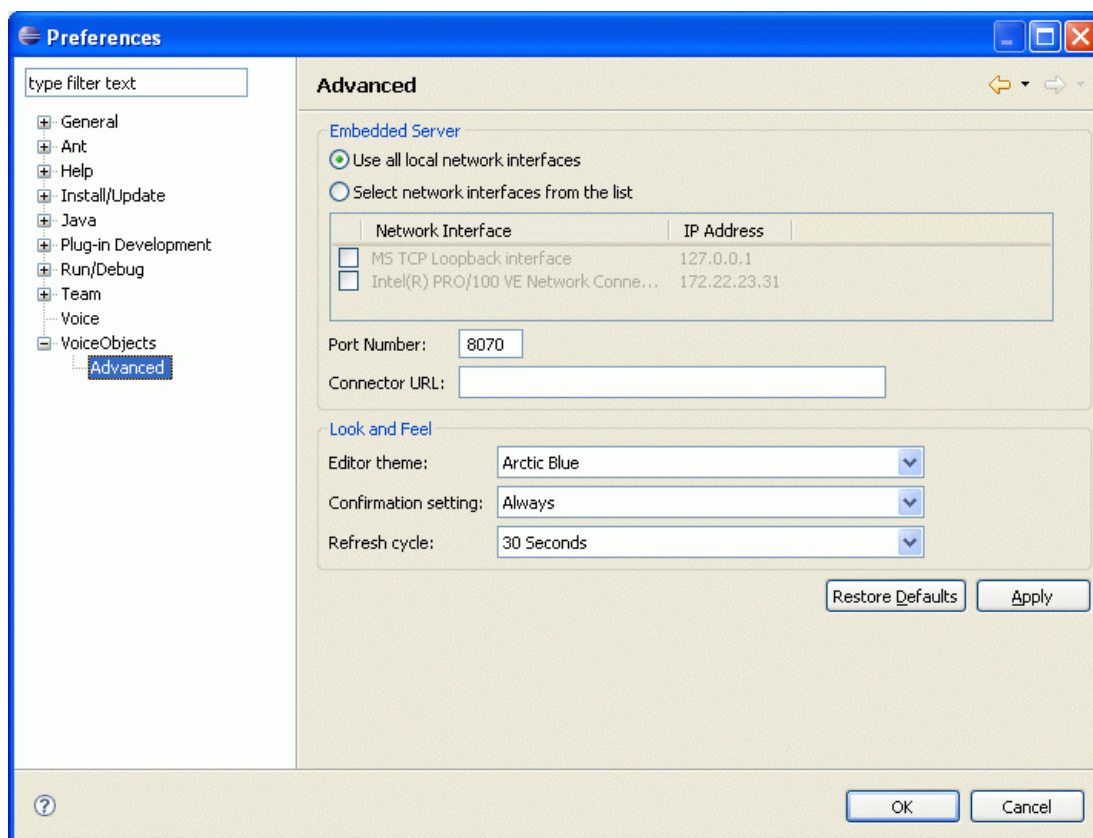 Preferences
type filter text
General
Ant
Help
Install/Update
Java
Plug-in Development
Run/Debug
Team
Voice
VoiceObjects
Advanced
Advanced
Embedded Server
Use all local network interfaces
Select network interfaces from the list
Network Interface IP Address
MS TCP Loopback interface 127.0.0.1
Intel(R) PRO/100 VE Network Conne... 172.22.23.31
Port Number: 8070
Connector URL:
Look and Feel
Editor theme: Arctic Blue
Confirmation setting: Always
Refresh cycle: 30 Seconds
Restore Defaults Apply
OK Cancel